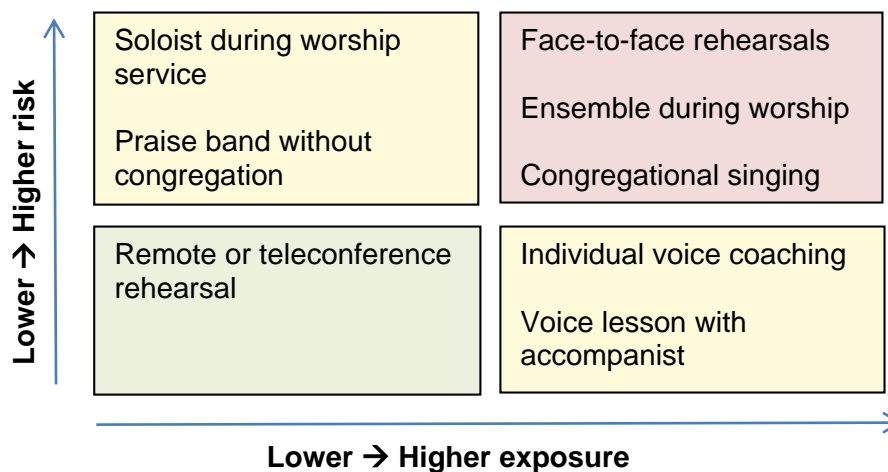 Lower → Higher risk
Soloist during worship
service
Praise band without
congregation
Face-to-face rehearsals
Ensemble during worship
Congregational singing
Remote or teleconference
rehearsal
Individual voice coaching
Voice lesson with
accompanist
Lower → Higher exposure